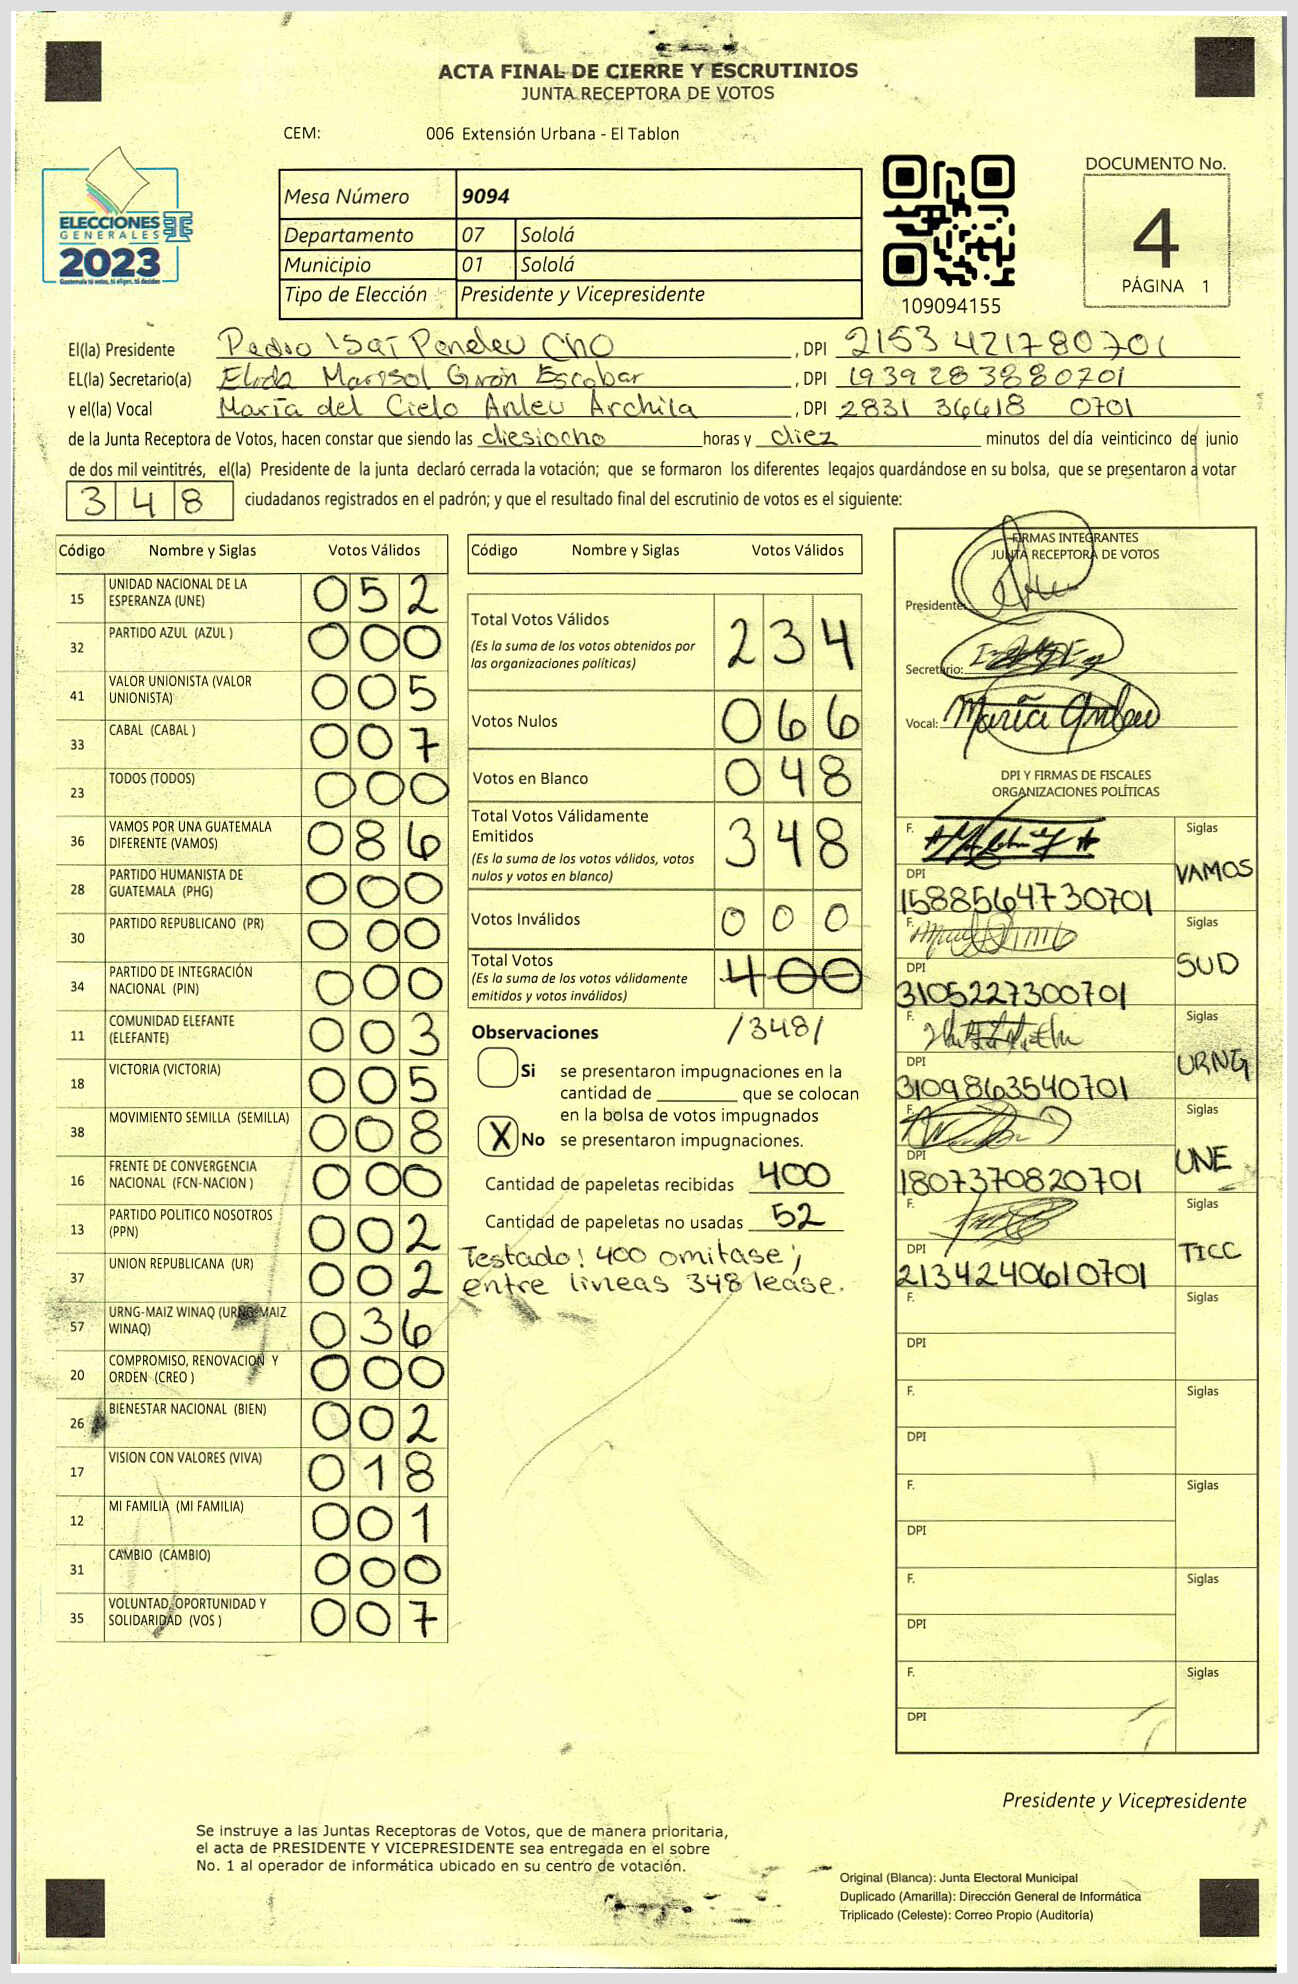 ACTA FINAL DE CIERRE Y ESCRUTINIOS
JUNTA RECEPTORA DE VOTOS
CEM: 006 Extensión Urbana - El Tablon
ELECCIONES
GENERALES
2023
Guatemala tú votas, tú eliges, tú decides
Mesa Número 9094
Departamento 07 Sololá
Municipio 01 Sololá
Tipo de Elección Presidente y Vicepresidente
109094155
DOCUMENTO No.
4
PÁGINA 1
El(la) Presidente Pedro Isaí , DPI 2153 421780701
EL(la) Secretario(a) Elida Marisol Girón Escobar , DPI 1939283880701
y el(la) Vocal María del Cielo Anleu Archila , DPI 2831 36618 0701
de la Junta Receptora de Votos, hacen constar que siendo las diesiocho horas y diez minutos del día veinticinco de junio
de dos mil veintitrés, el(la) Presidente de la junta declaró cerrada la votación; que se formaron los diferentes legajos quardándose en su bolsa, que se presentaron a votar
348 ciudadanos registrados en el padrón; y que el resultado final del escrutinio de votos es el siguiente:
Código Nombre y Siglas Votos Válidos
15 UNIDAD NACIONAL DE LA ESPERANZA (UNE) 052
32 PARTIDO AZUL (AZUL ) 000
41 VALOR UNIONISTA (VALOR UNIONISTA) 005
33 CABAL (CABAL ) 007
23 TODOS (TODOS) 000
36 VAMOS POR UNA GUATEMALA DIFERENTE (VAMOS) 086
28 PARTIDO HUMANISTA DE GUATEMALA (PHG) 000
30 PARTIDO REPUBLICANO (PR) 000
34 PARTIDO DE INTEGRACIÓN NACIONAL (PIN) 000
11 COMUNIDAD ELEFANTE (ELEFANTE) 003
18 VICTORIA (VICTORIA) 005
38 MOVIMIENTO SEMILLA (SEMILLA) 008
16 FRENTE DE CONVERGENCIA NACIONAL (FCN-NACION ) 000
13 PARTIDO POLITICO NOSOTROS (PPN) 002
37 UNION REPUBLICANA (UR) 002
57 URNG-MAIZ WINAQ (URNG-MAIZ WINAQ) 036
20 COMPROMISO, RENOVACION Y ORDEN (CREO ) 000
26 BIENESTAR NACIONAL (BIEN) 002
17 VISION CON VALORES (VIVA) 018
12 MI FAMILIA (MI FAMILIA) 001
31 CAMBIO (CAMBIO) 000
35 VOLUNTAD, OPORTUNIDAD Y SOLIDARIDAD (VOS ) 007
Código Nombre y Siglas Votos Válidos
Total Votos Válidos 234
(Es la suma de los votos obtenidos por
las organizaciones políticas)
Votos Nulos 066
Votos en Blanco 048
Total Votos Válidamente
Emitidos 348
(Es la suma de los votos válidos, votos
nulos y votos en blanco)
Votos Inválidos 000
Total Votos 400
(Es la suma de los votos válidamente
emitidos y votos inválidos)
/348/
Observaciones
Si se presentaron impugnaciones en la
cantidad de ________ que se colocan
en la bolsa de votos impugnados
X No se presentaron impugnaciones.
Cantidad de papeletas recibidas 400
Cantidad de papeletas no usadas 52
Testado: 400 omitase;
entre lineas 348 lease.
FIRMAS INTEGRANTES
JUNTA RECEPTORA DE VOTOS
Presidente:
Secretario:
Vocal: María Anleu
DPI Y FIRMAS DE FISCALES
ORGANIZACIONES POLÍTICAS
F. Siglas VAMOS
DPI 1588564730701
F. Siglas SUD
DPI 3105227300701
F. Siglas URNG
DPI 3109863540701
F. Siglas UNE
DPI 1807370820701
F. Siglas TICC
DPI 2134240610701
F. Siglas
DPI
F. Siglas
DPI
F. Siglas
DPI
F. Siglas
DPI
F. Siglas
DPI
Presidente y Vicepresidente
Se instruye a las Juntas Receptoras de Votos, que de manera prioritaria,
el acta de PRESIDENTE Y VICEPRESIDENTE sea entregada en el sobre
No. 1 al operador de informática ubicado en su centro de votación.
Original (Blanca): Junta Electoral Municipal
Duplicado (Amarilla): Dirección General de Informática
Triplicado (Celeste): Correo Propio (Auditoría)